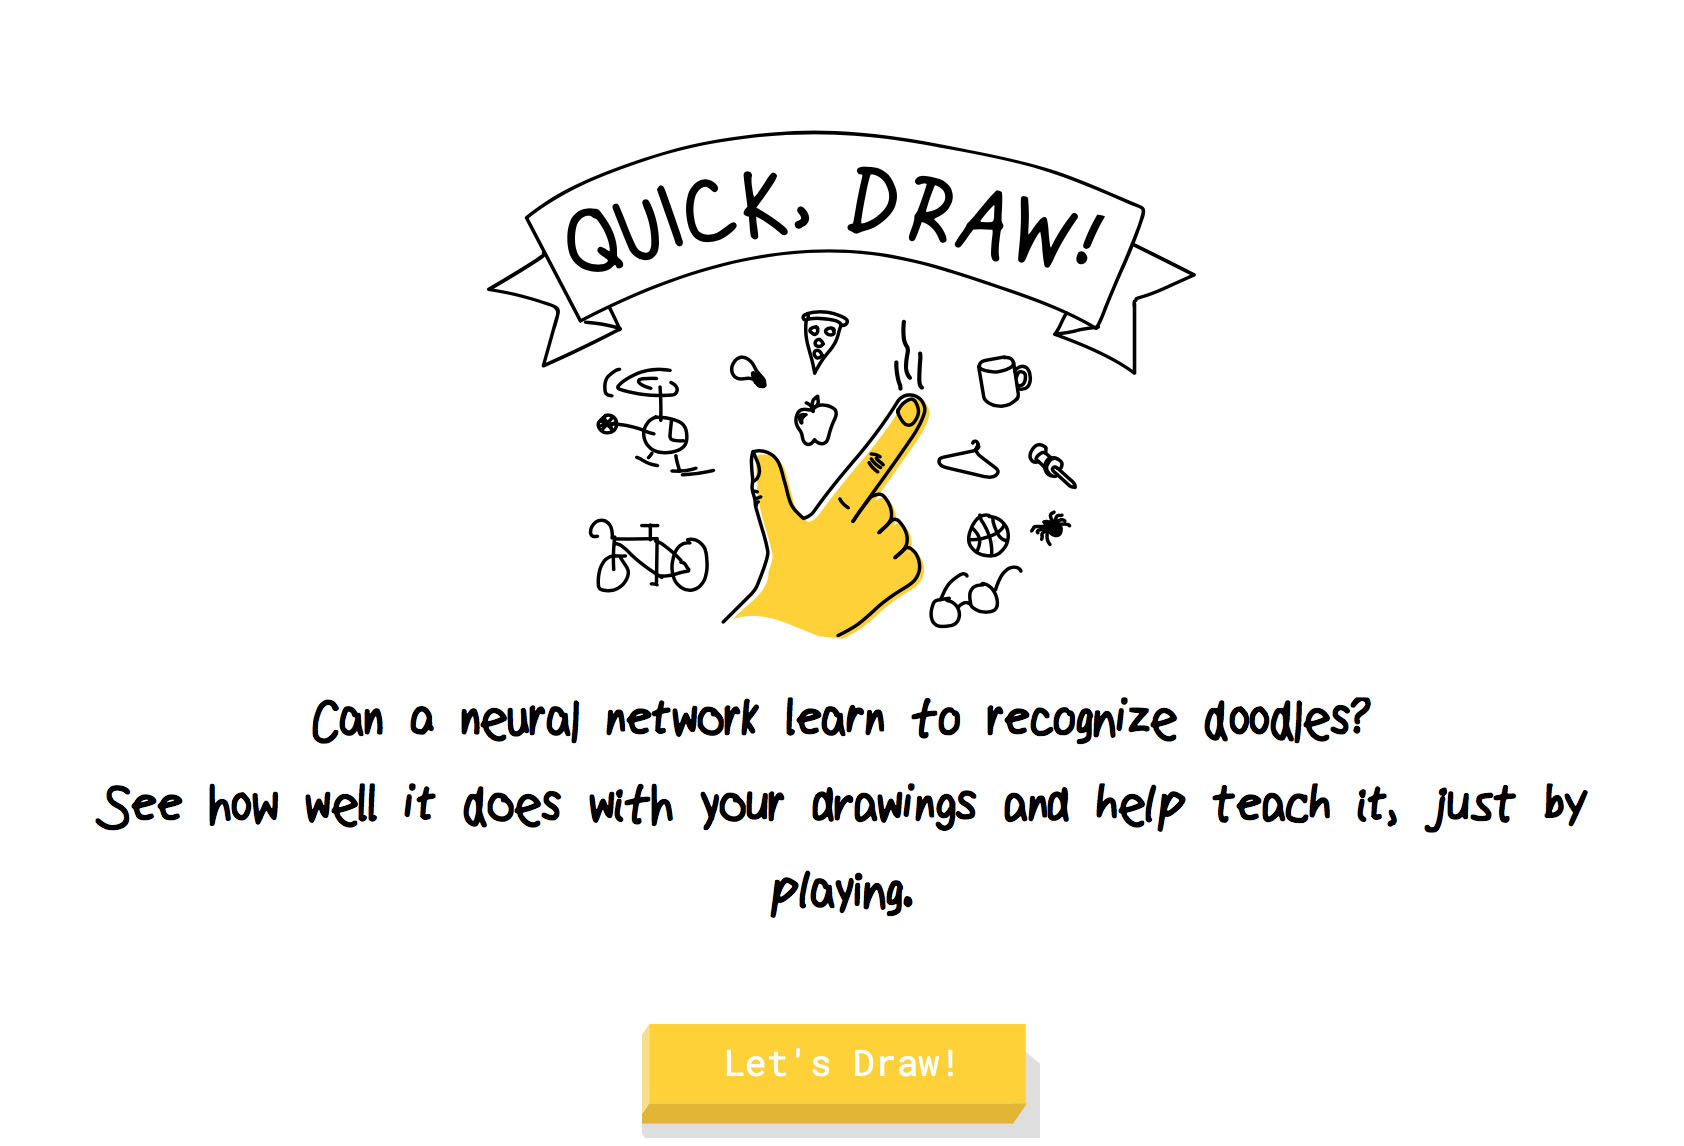 QUICK, DRAW!
Can a neural network learn to recognize doodles?
See how well it does with your drawings and help teach it, just by
playing.
Let's Draw!